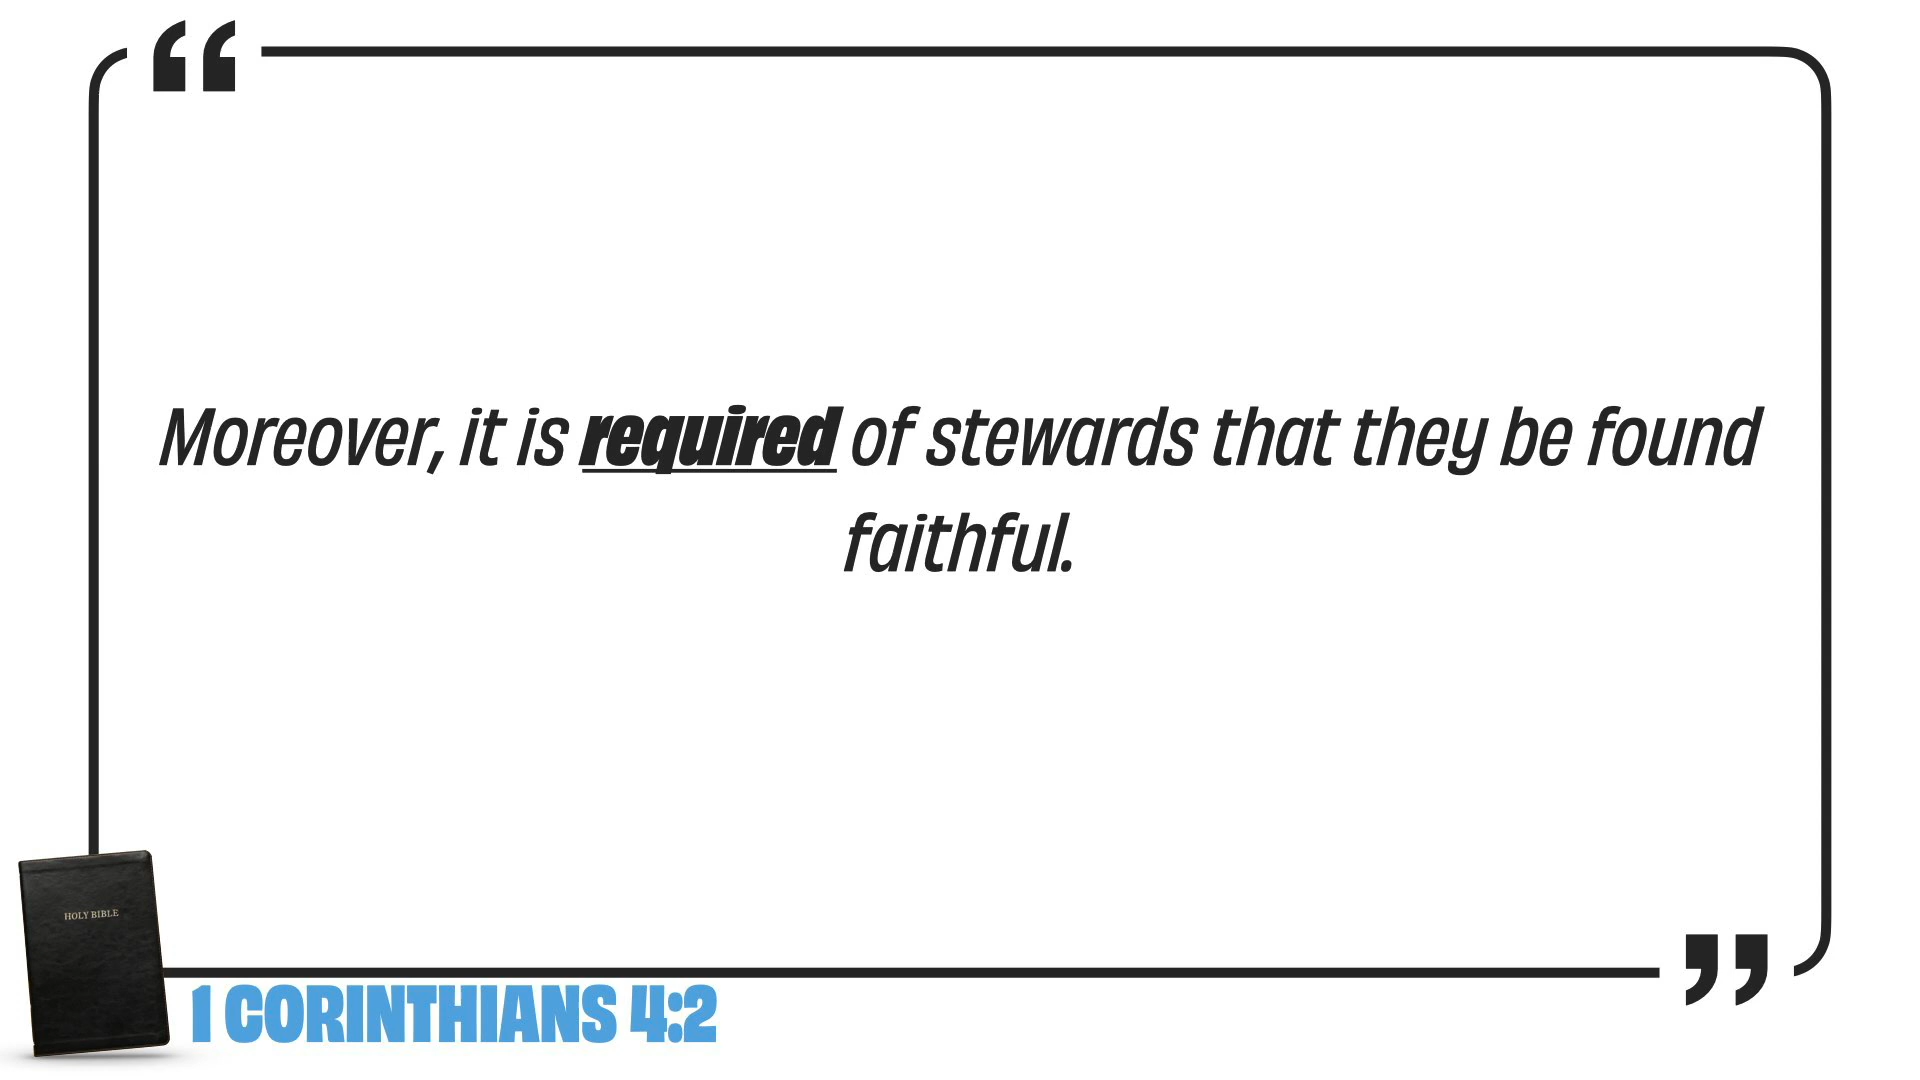 Moreover, it is required of stewards that they be found
faithful.
HOLY BIBLE
1 CORINTHIANS 4:2